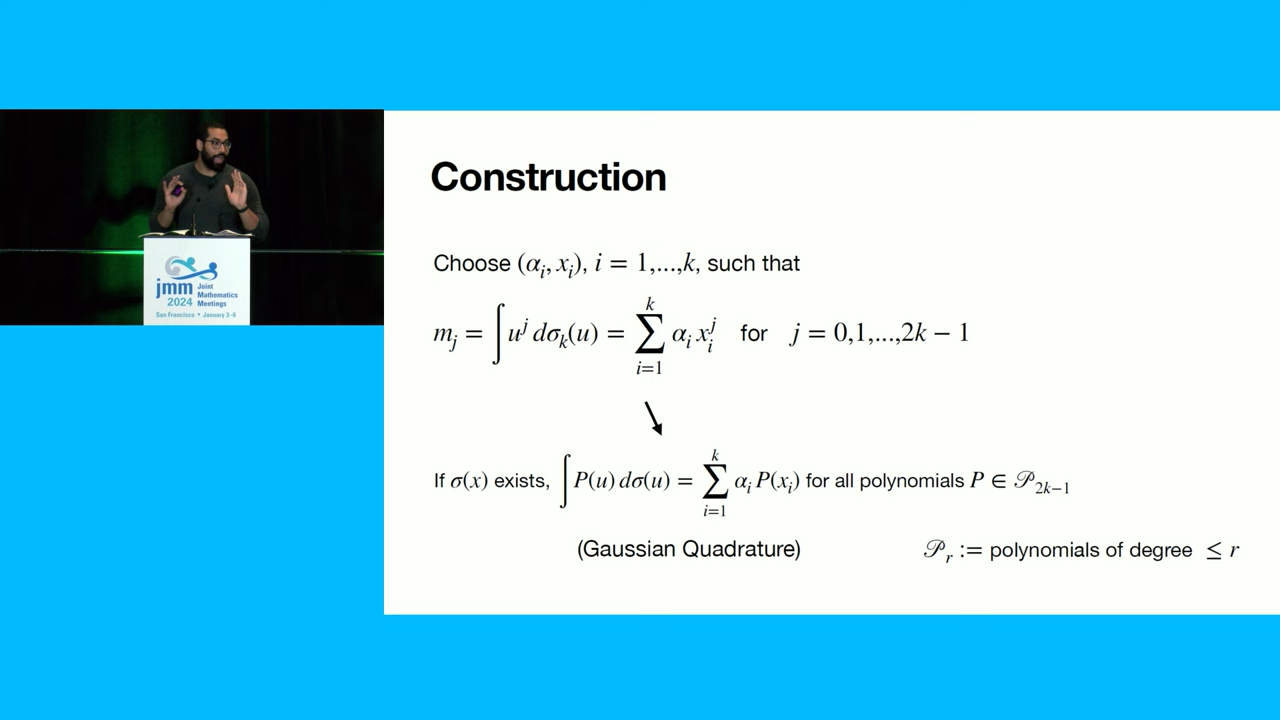 Construction
Choose (αᵢ, xᵢ), i = 1,...,k, such that
mⱼ = ∫ uʲ dσₖ(u) = ∑ᵢ₌₁ᵏ αᵢ xᵢʲ for j = 0,1,...,2k − 1
If σ(x) exists, ∫ P(u) dσ(u) = ∑ᵢ₌₁ᵏ αᵢ P(xᵢ) for all polynomials P ∈ 𝒫₂ₖ₋₁
(Gaussian Quadrature)
𝒫ᵣ := polynomials of degree ≤ r
jmm
2024
Joint
Mathematics
Meetings
San Francisco • January 3-6